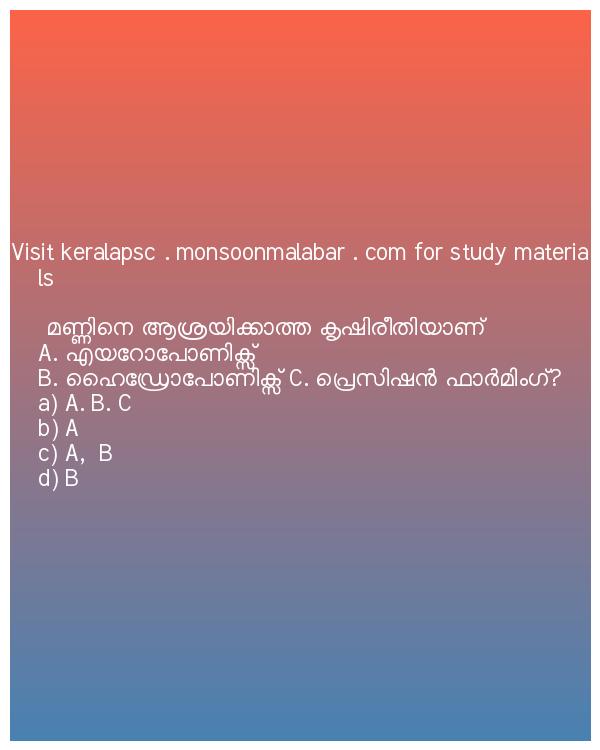 Visit keralapsc . monsoonmalabar . com for study materia
ls
മണ്ണിനെ ആശ്രയിക്കാത്ത കൃഷിരീതിയാണ്
A. എയറോപോണിക്സ്
B. ഹൈഡ്രോപോണിക്സ് C. പ്രെസിഷൻ ഫാർമിംഗ്?
a) A. B. C
b) A
c) A, B
d) B